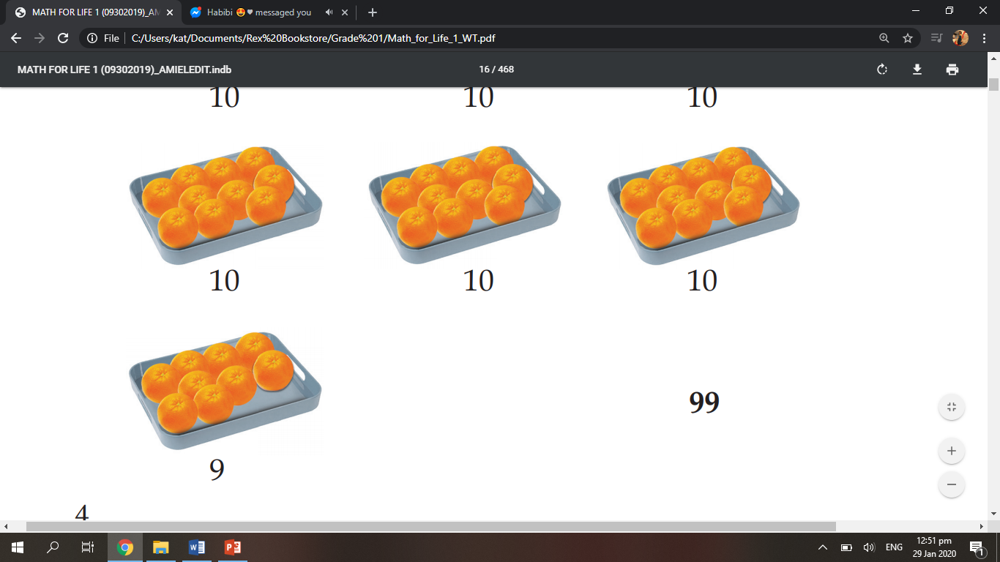 MATH FOR LIFE 1 (09302019)_AM
Habibi 😍♥ messaged you
File
C:/Users/kat/Documents/Rex%20Bookstore/Grade%201/Math_for_Life_1_WT.pdf
MATH FOR LIFE 1 (09302019)_AMIELEDIT.indb
16 / 468
10 10 10
10 10 10
99
9
4
ENG
12:51 pm
29 Jan 2020
1